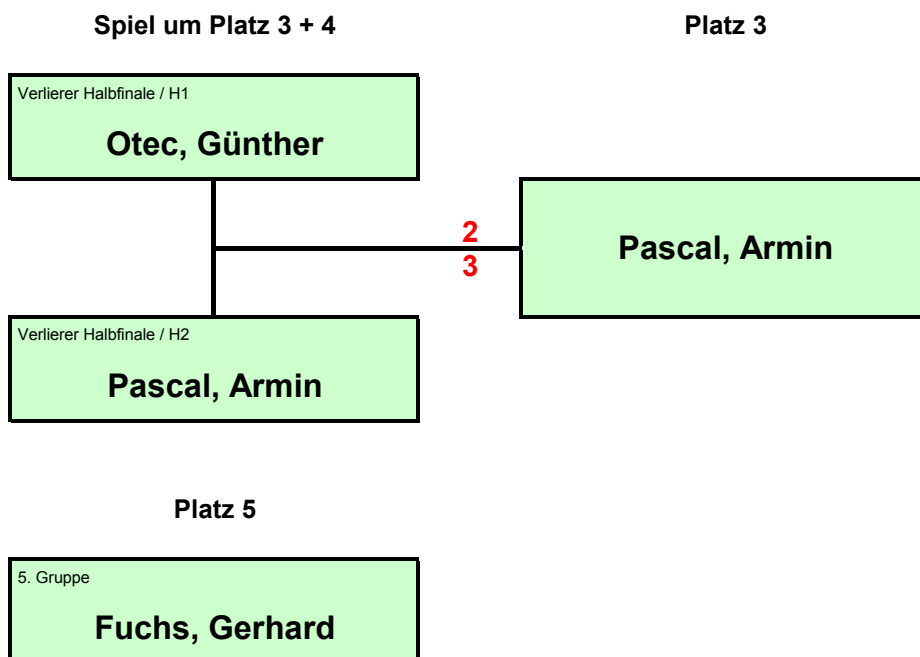 Spiel um Platz 3 + 4
Platz 3
Verlierer Halbfinale / H1
Otec, Günther
2
3
Pascal, Armin
Verlierer Halbfinale / H2
Pascal, Armin
Platz 5
5. Gruppe
Fuchs, Gerhard